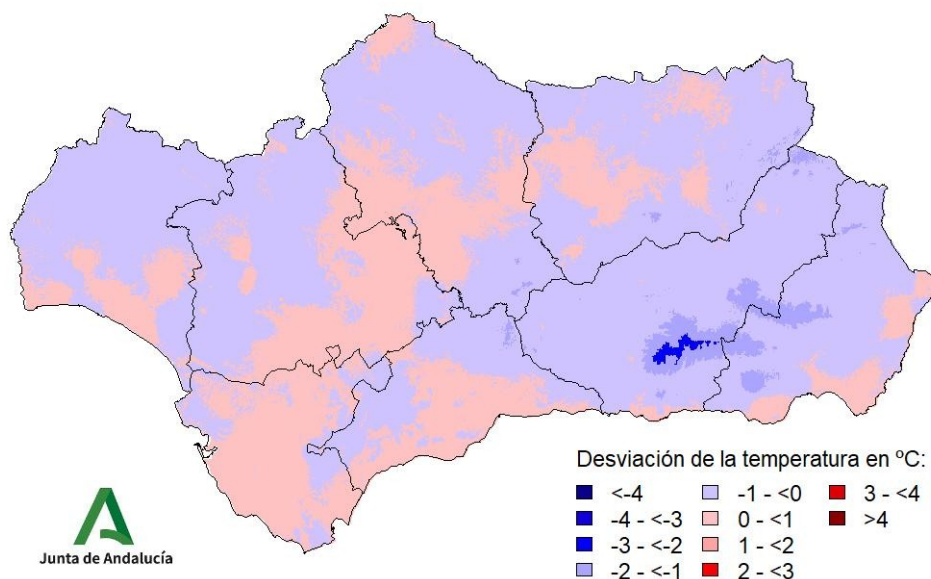 Desviación de la temperatura en ºC:
<-4
-4 - <-3
-3 - <-2
-2 - <-1
-1 - <0
0 - <1
1 - <2
2 - <3
3 - <4
>4
Junta de Andalucía